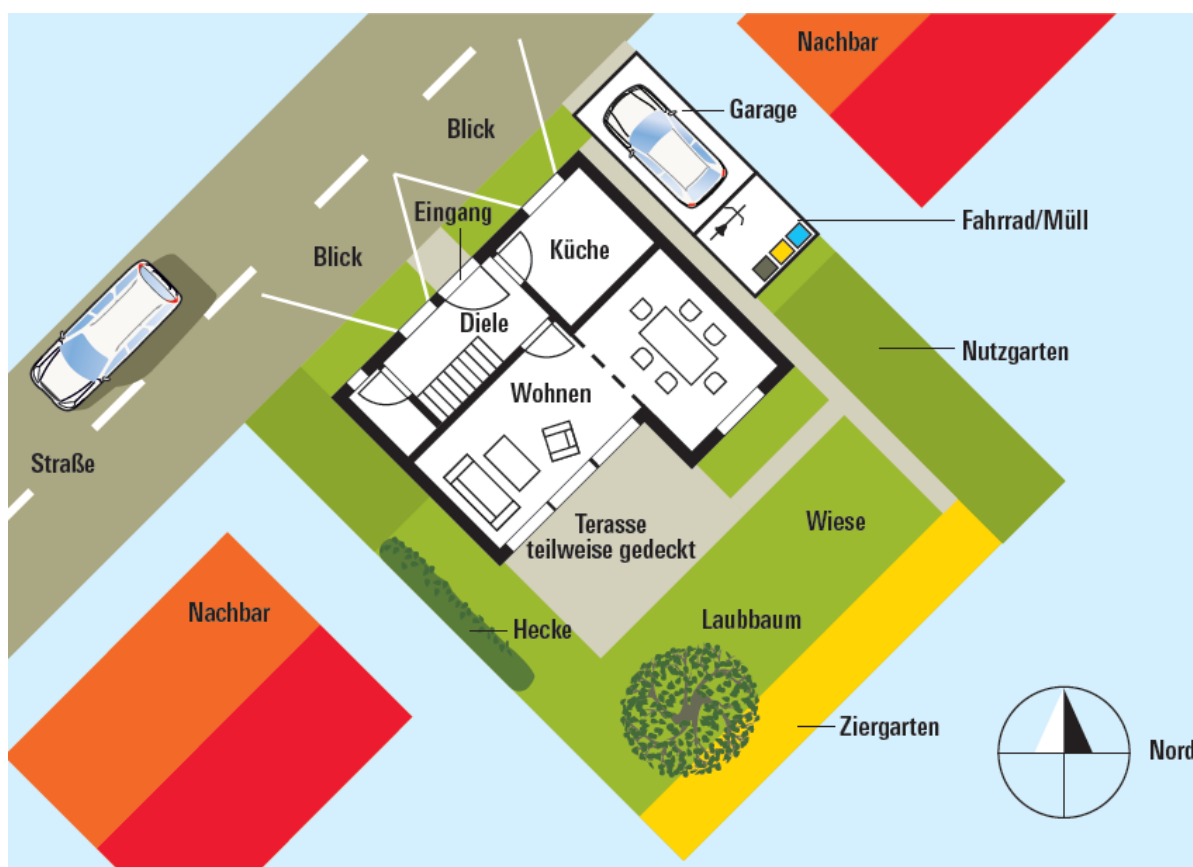 Nachbar
Garage
Blick
Eingang
Fahrrad/Müll
Küche
Blick
Diele
Nutzgarten
Wohnen
Straße
Terasse
teilweise gedeckt
Wiese
Nachbar
Hecke
Laubbaum
Ziergarten
Nord